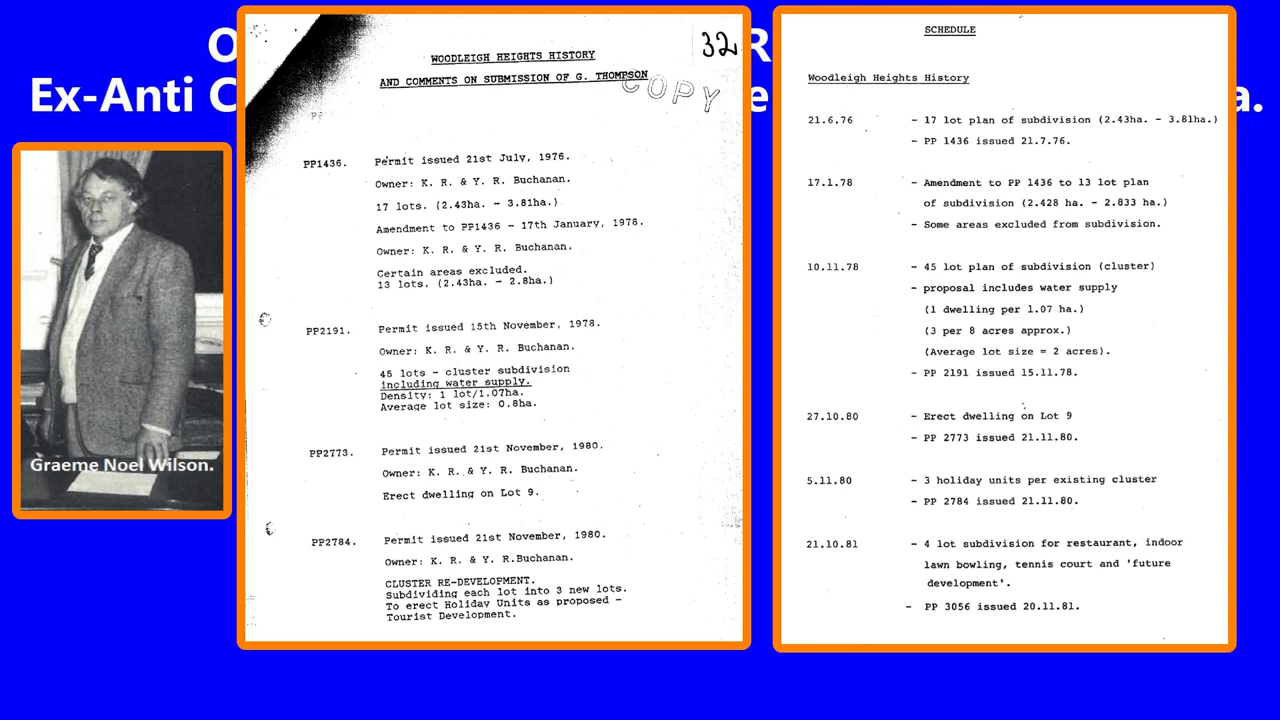 O
R
Ex-Anti C
e
a.
Graeme Noel Wilson.
32
WOODLEIGH HEIGHTS HISTORY
AND COMMENTS ON SUBMISSION OF G. THOMPSON
COPY
PP1436. Permit issued 21st July, 1976.
Owner: K. R. & Y. R. Buchanan.
17 lots. (2.43ha. - 3.81ha.)
Amendment to PP1436 - 17th January, 1978.
Owner: K. R. & Y. R. Buchanan.
Certain areas excluded.
13 lots. (2.43ha. - 2.8ha.)
PP2191. Permit issued 15th November, 1978.
Owner: K. R. & Y. R. Buchanan.
45 lots - cluster subdivision
including water supply.
Density: 1 lot/1.07ha.
Average lot size: 0.8ha.
PP2773. Permit issued 21st November, 1980.
Owner: K. R. & Y. R. Buchanan.
Erect dwelling on Lot 9.
PP2784. Permit issued 21st November, 1980.
Owner: K. R. & Y. R.Buchanan.
CLUSTER RE-DEVELOPMENT.
Subdividing each lot into 3 new lots.
To erect Holiday Units as proposed -
Tourist Development.
SCHEDULE
Woodleigh Heights History
21.6.76 - 17 lot plan of subdivision (2.43ha. - 3.81ha.)
- PP 1436 issued 21.7.76.
17.1.78 - Amendment to PP 1436 to 13 lot plan
of subdivision (2.428 ha. - 2.833 ha.)
- Some areas excluded from subdivision.
10.11.78 - 45 lot plan of subdivision (cluster)
- proposal includes water supply
(1 dwelling per 1.07 ha.)
(3 per 8 acres approx.)
(Average lot size = 2 acres).
- PP 2191 issued 15.11.78.
27.10.80 - Erect dwelling on Lot 9
- PP 2773 issued 21.11.80.
5.11.80 - 3 holiday units per existing cluster
- PP 2784 issued 21.11.80.
21.10.81 - 4 lot subdivision for restaurant, indoor
lawn bowling, tennis court and 'future
development'.
- PP 3056 issued 20.11.81.